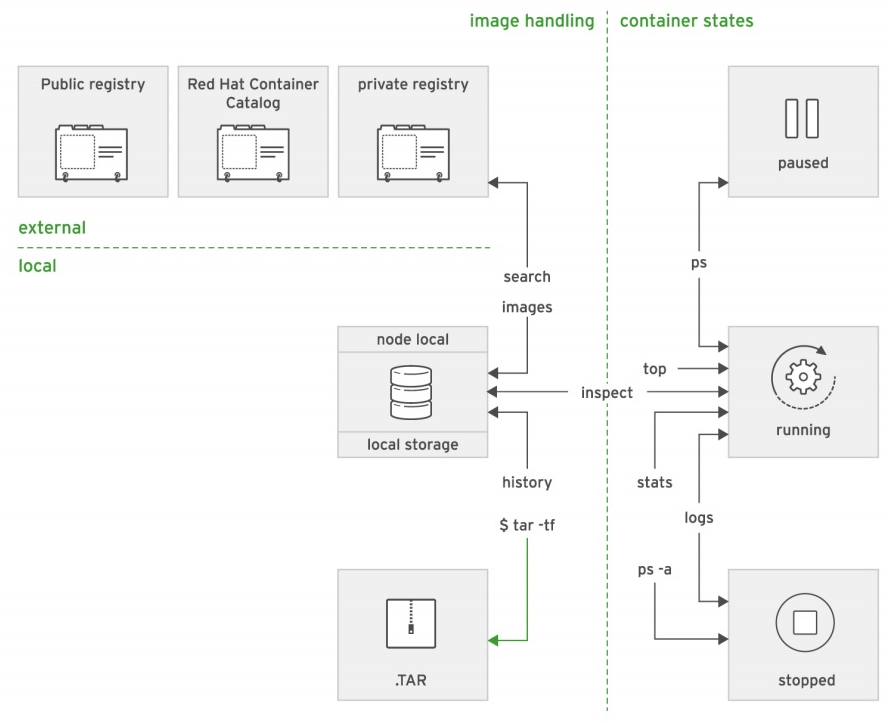 image handling
container states
Public registry
Red Hat Container
Catalog
private registry
paused
external
local
search
images
ps
node local
local storage
top
inspect
running
history
stats
logs
$ tar -tf
ps -a
.TAR
stopped